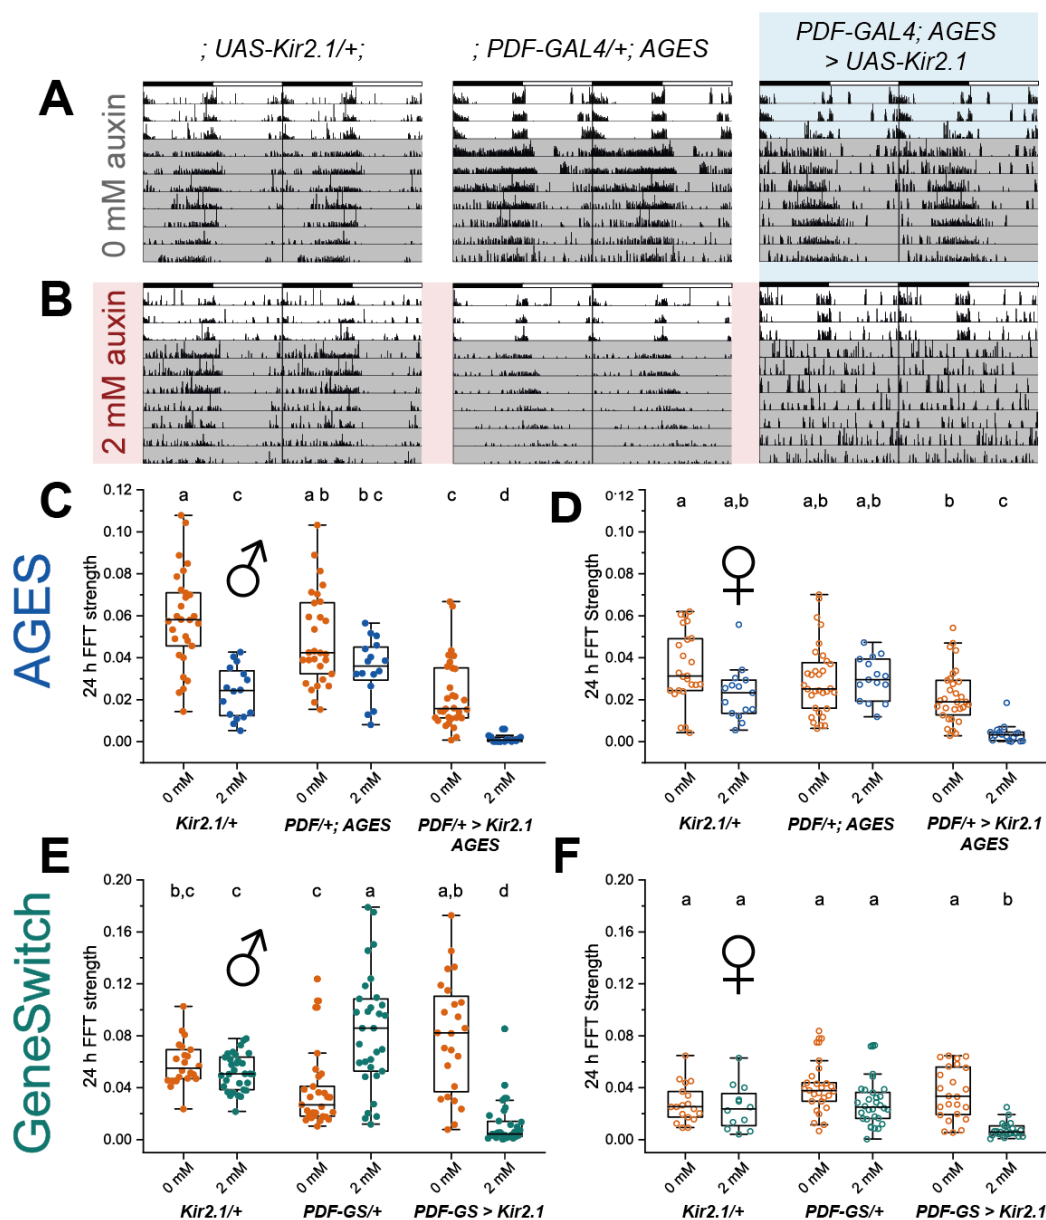 ; UAS-Kir2.1/+;
; PDF-GAL4/+; AGES
PDF-GAL4; AGES
> UAS-Kir2.1
A
0 mM auxin
B
2 mM auxin
AGES
C
0.12
0.10
0.08
0.06
0.04
0.02
0.00
24 h FFT strength
a
c
a b
b c
c
d
0 mM
2 mM
0 mM
2 mM
0 mM
2 mM
Kir2.1/+
PDF/+; AGES
PDF/+ > Kir2.1
AGES
D
0.12
0.10
0.08
0.06
0.04
0.02
0.00
24 h FFT Strength
a
a,b
a,b
a,b
b
c
0 mM
2 mM
0 mM
2 mM
0 mM
2 mM
Kir2.1/+
PDF/+; AGES
PDF/+ > Kir2.1
AGES
GeneSwitch
E
0.20
0.16
0.12
0.08
0.04
0.00
24 h FFT strength
b,c
c
c
a
a,b
d
0 mM
2 mM
0 mM
2 mM
0 mM
2 mM
Kir2.1/+
PDF-GS/+
PDF-GS > Kir2.1
F
0.20
0.16
0.12
0.08
0.04
0.00
24 h FFT Strength
a
a
a
a
a
b
0 mM
2 mM
0 mM
2 mM
0 mM
2 mM
Kir2.1/+
PDF-GS/+
PDF-GS > Kir2.1